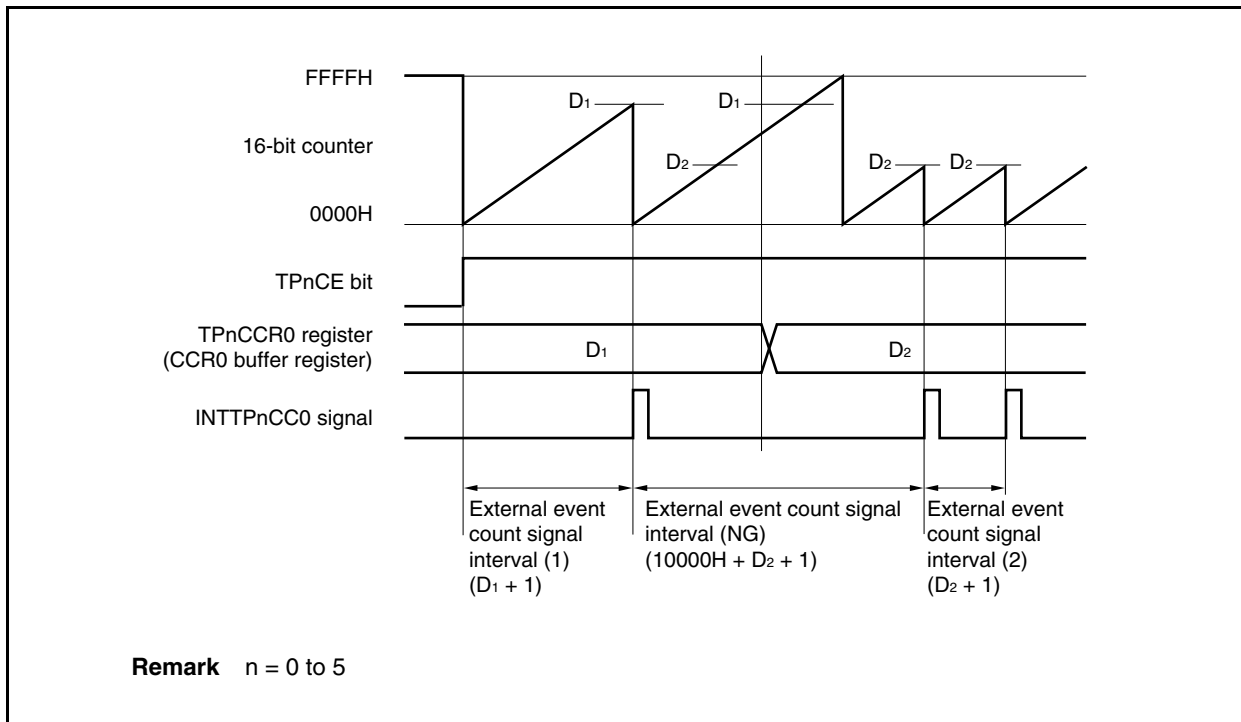 FFFFH
16-bit counter
0000H
D1
D1
D2
D2
D2
TPnCE bit
TPnCCR0 register
(CCR0 buffer register)
D1
D2
INTTPnCC0 signal
External event
count signal
interval (1)
(D1 + 1)
External event count signal
interval (NG)
(10000H + D2 + 1)
External event
count signal
interval (2)
(D2 + 1)
Remark n = 0 to 5